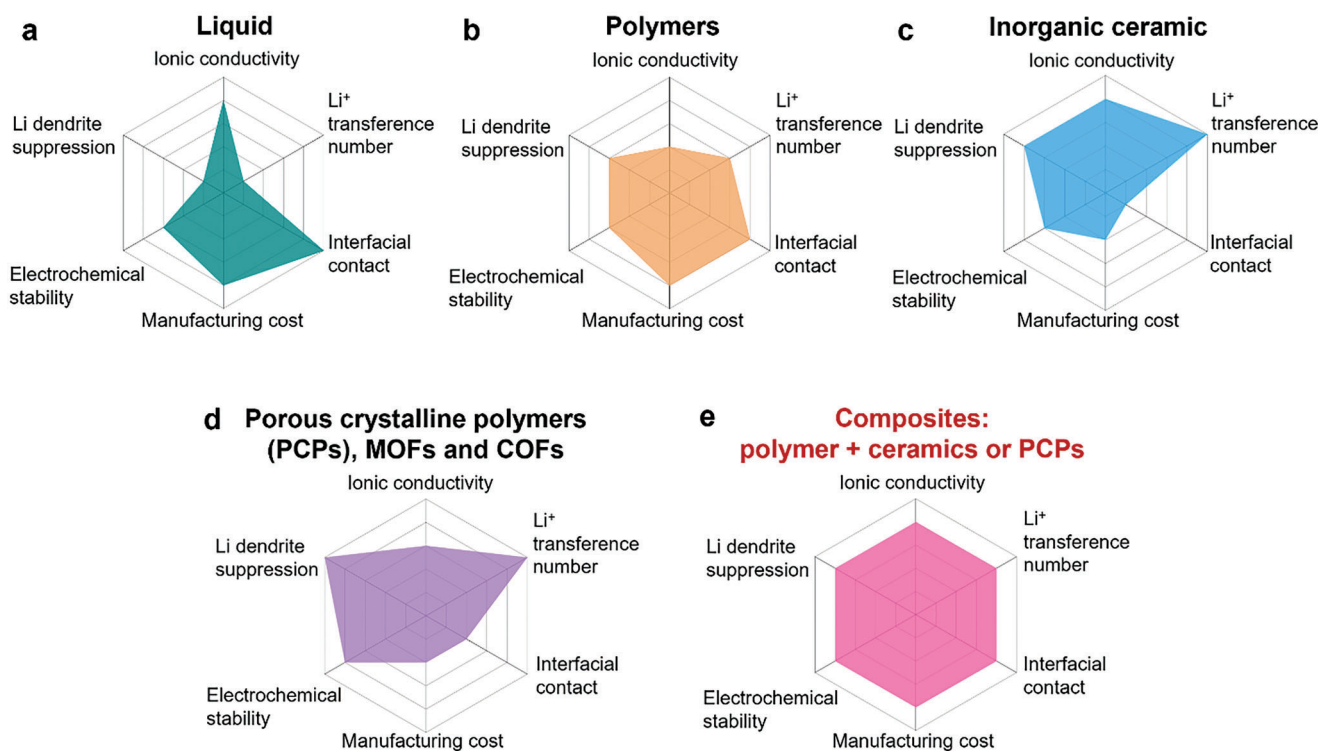 a
Liquid
Ionic conductivity
Li⁺
transference
number
Li dendrite
suppression
Interfacial
contact
Electrochemical
stability
Manufacturing cost
b
Polymers
Ionic conductivity
Li⁺
transference
number
Li dendrite
suppression
Interfacial
contact
Electrochemical
stability
Manufacturing cost
c
Inorganic ceramic
Ionic conductivity
Li⁺
transference
number
Li dendrite
suppression
Interfacial
contact
Electrochemical
stability
Manufacturing cost
d
Porous crystalline polymers
(PCPs), MOFs and COFs
Ionic conductivity
Li⁺
transference
number
Li dendrite
suppression
Interfacial
contact
Electrochemical
stability
Manufacturing cost
e
Composites:
polymer + ceramics or PCPs
Ionic conductivity
Li⁺
transference
number
Li dendrite
suppression
Interfacial
contact
Electrochemical
stability
Manufacturing cost